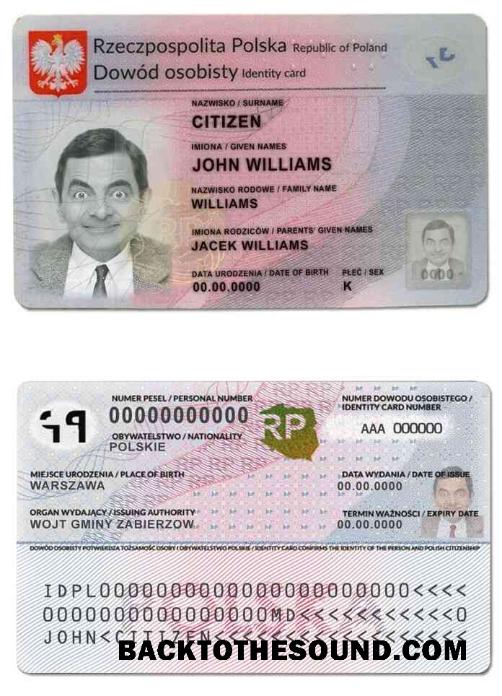 Rzeczpospolita Polska Republic of Poland
Dowód osobisty Identity card
NAZWISKO / SURNAME
CITIZEN
IMIONA / GIVEN NAMES
JOHN WILLIAMS
NAZWISKO RODOWE / FAMILY NAME
WILLIAMS
IMIONA RODZICÓW / PARENTS' GIVEN NAMES
JACEK WILLIAMS
DATA URODZENIA / DATE OF BIRTH PŁEĆ / SEX
00.00.0000 K
0000
NUMER PESEL / PERSONAL NUMBER
00000000000
OBYWATELSTWO / NATIONALITY
POLSKIE
RP
NUMER DOWODU OSOBISTEGO /
IDENTITY CARD NUMBER
AAA 000000
MIEJSCE URODZENIA / PLACE OF BIRTH
WARSZAWA
DATA WYDANIA / DATE OF ISSUE
00.00.0000
ORGAN WYDAJĄCY / ISSUING AUTHORITY
WOJT GMINY ZABIERZOW
TERMIN WAŻNOŚCI / EXPIRY DATE
00.00.0000
DOWÓD OSOBISTY POTWIERDZA TOŻSAMOŚĆ OSOBY I OBYWATELSTWO POLSKIE / IDENTITY CARD CONFIRMS THE IDENTITY OF THE PERSON AND POLISH CITIZENSHIP
IDPL0000000000000000000000<<<<
00000000000000000MD<<<<<<<<<<0
JOHN<CITIZEN<<<<<<<<<<<<<<<<<<
BACKTOTHESOUND.COM